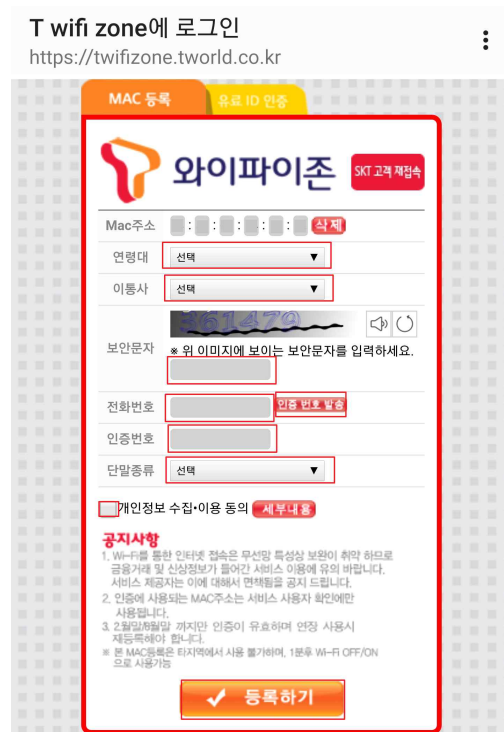 T wifi zone에 로그인
https://twifizone.tworld.co.kr
MAC 등록
유료 ID 인증
와이파이존
SKT 고객 재접속
Mac주소 : : : : : 삭제
연령대 선택
이통사 선택
361479
보안문자
※ 위 이미지에 보이는 보안문자를 입력하세요.
전화번호 인증 번호 발송
인증번호
단말종류 선택
개인정보 수집•이용 동의 세부내용
공지사항
1. Wi-Fi를 통한 인터넷 접속은 무선망 특성상 보완이 취약 하므로
금융거래 및 신상정보가 들어간 서비스 이용에 유의 바랍니다.
서비스 제공자는 이에 대해서 면책됨을 공지 드립니다.
2. 인증에 사용되는 MAC주소는 서비스 사용자 확인에만
사용됩니다.
3. 2월말/8월말 까지만 인증이 유효하며 연장 사용시
재등록해야 합니다.
※ 본 MAC등록은 타지역에서 사용 불가하며, 1분후 Wi-Fi OFF/ON
으로 사용가능
등록하기